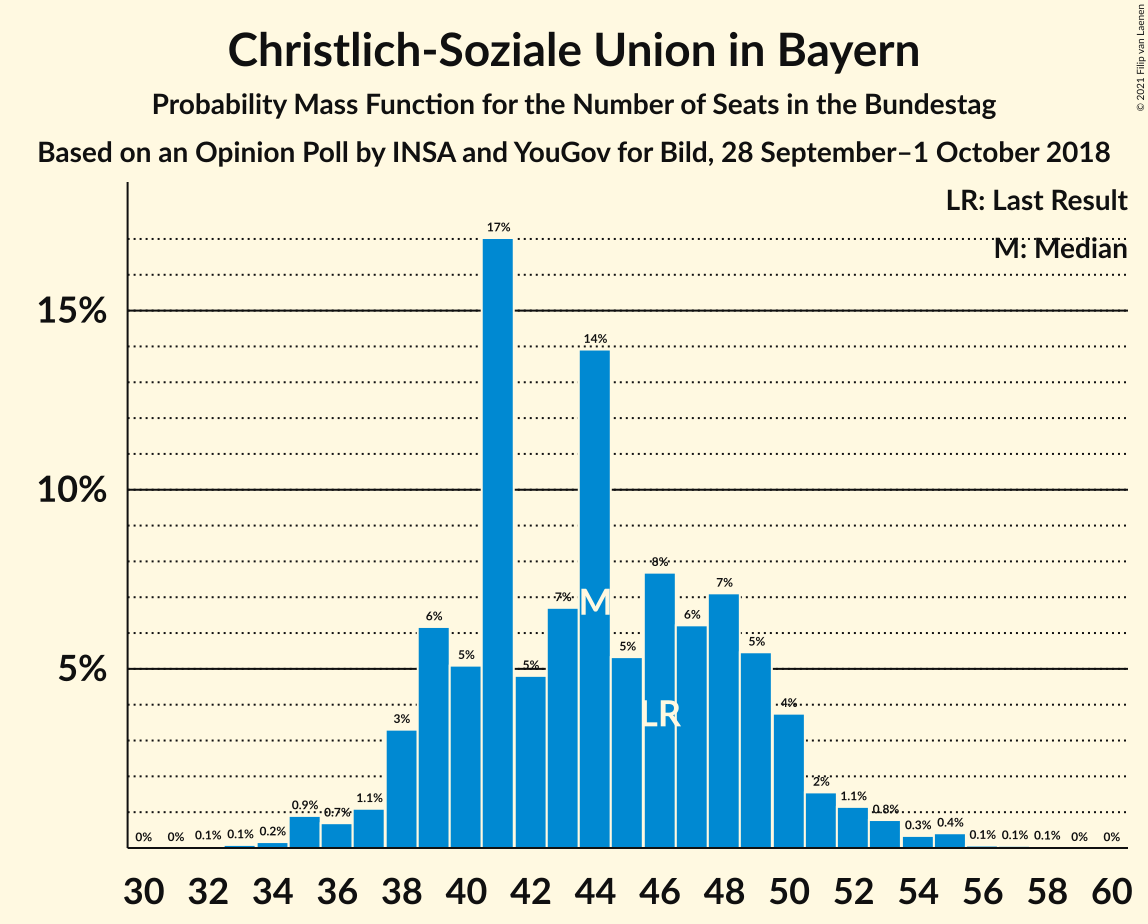 Christlich-Soziale Union in Bayern
Probability Mass Function for the Number of Seats in the Bundestag
Based on an Opinion Poll by INSA and YouGov for Bild, 28 September–1 October 2018
© 2021 Filip van Laenen
LR: Last Result
M: Median
15%
10%
5%
0% 0% 0.1% 0.1% 0.2% 0.9% 0.7% 1.1% 3% 6% 5% 17% 5% 7% 14% 5% 8% 6% 7% 5% 4% 2% 1.1% 0.8% 0.3% 0.4% 0.1% 0.1% 0.1% 0% 0%
M
LR
30 32 34 36 38 40 42 44 46 48 50 52 54 56 58 60